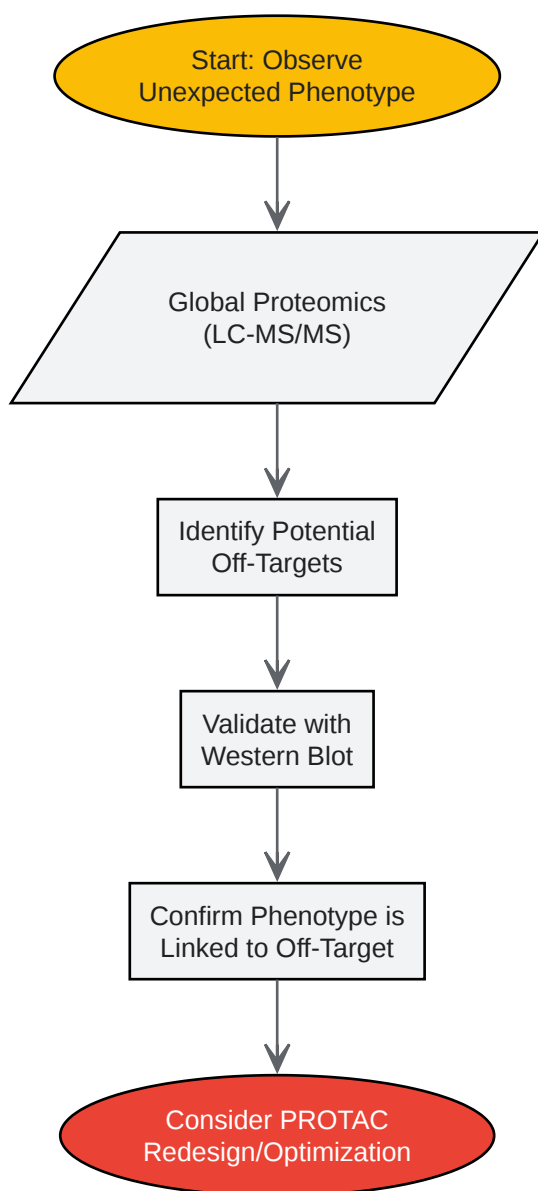 Start: Observe
Unexpected Phenotype
Global Proteomics
(LC-MS/MS)
Identify Potential
Off-Targets
Validate with
Western Blot
Confirm Phenotype is
Linked to Off-Target
Consider PROTAC
Redesign/Optimization